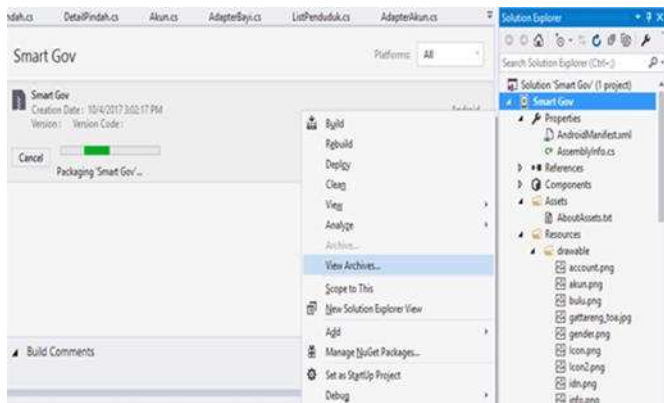 ndah.cs DetailPindah.cs Akun.cs AdapterBayi.cs ListPenduduk.cs AdapterAkun.cs
Smart Gov
Platforms: All
Smart Gov
Creation Date: 10/4/2017 3:02:17 PM
Version: Version Code:
Android
Cancel
Packaging 'Smart Gov'...
Build Comments
Build
Rebuild
Deploy
Clean
View
Analyze
Archive...
View Archives...
Scope to This
New Solution Explorer View
Add
Manage NuGet Packages...
Set as StartUp Project
Debug
Solution Explorer
Search Solution Explorer (Ctrl+;)
Solution 'Smart Gov' (1 project)
Smart Gov
Properties
AndroidManifest.xml
AssemblyInfo.cs
References
Components
Assets
AboutAssets.txt
Resources
drawable
account.png
akun.png
bulu.png
gattareng_toa.jpg
gender.png
Icon.png
Icon2.png
idn.png
info.png